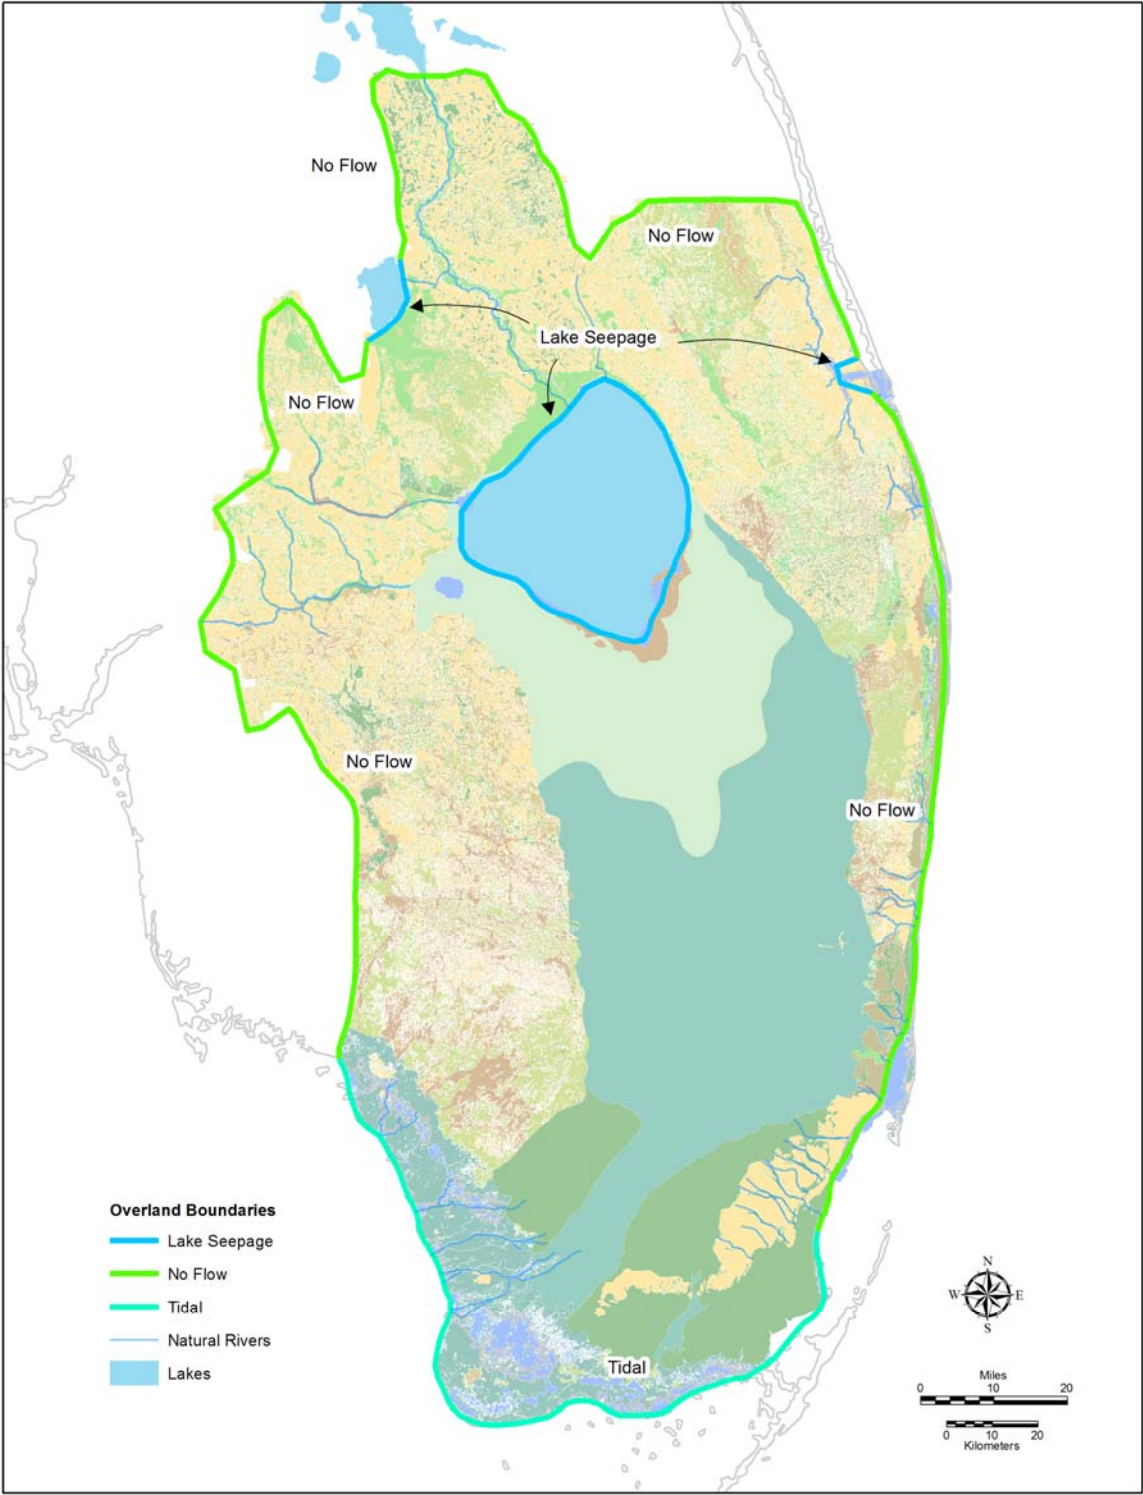 No Flow
No Flow
Lake Seepage
No Flow
No Flow
No Flow
Overland Boundaries
Lake Seepage
No Flow
Tidal
Natural Rivers
Lakes
Tidal
N
W E
S
Miles
0 10 20
0 10 20
Kilometers